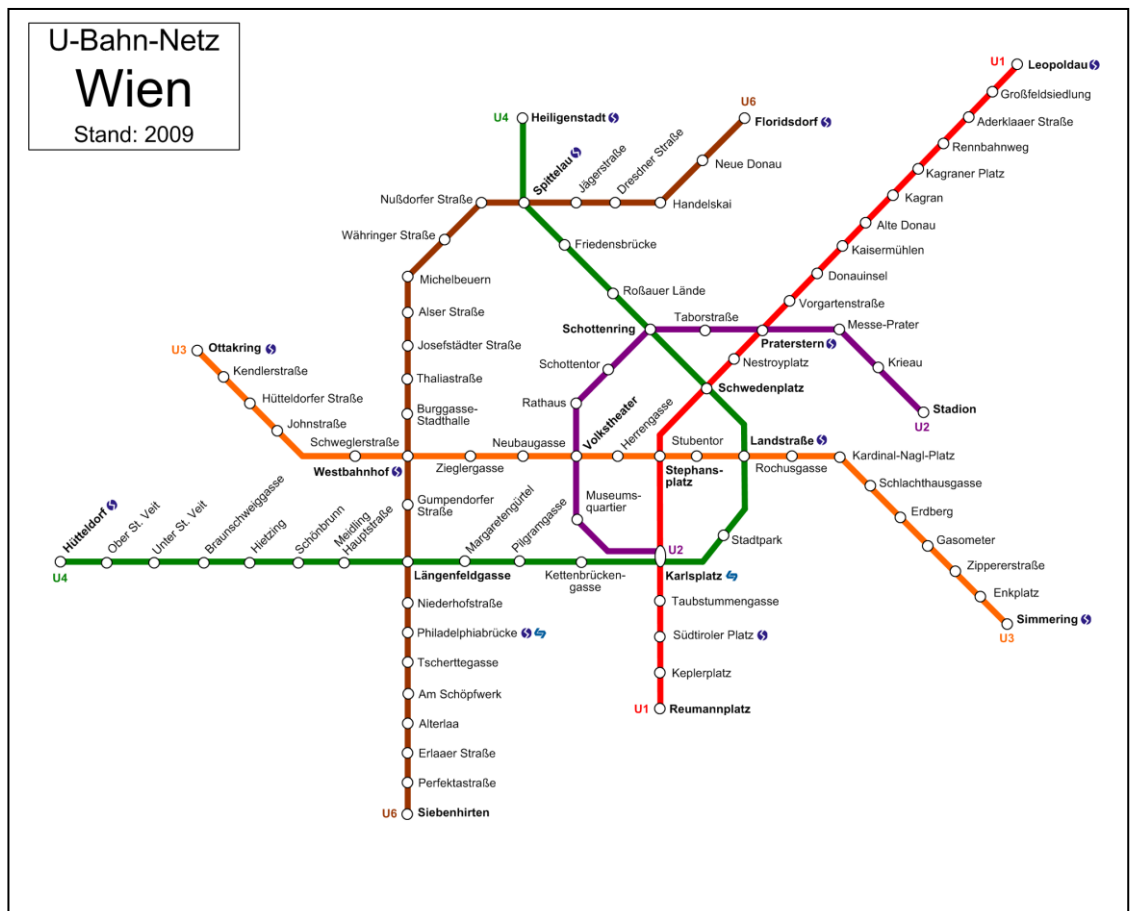 U-Bahn-Netz
Wien
Stand: 2009
U1
Leopoldau
Großfeldsiedlung
Aderklaaer Straße
Rennbahnweg
Kagraner Platz
Kagran
Alte Donau
Kaisermühlen
Donauinsel
Vorgartenstraße
U4
Heiligenstadt
U6
Floridsdorf
Spittelau
Jägerstraße
Dresdner Straße
Neue Donau
Handelskai
Nußdorfer Straße
Währinger Straße
Friedensbrücke
Michelbeuern
Roßauer Lände
Alser Straße
Schottenring
Taborstraße
Messe-Prater
Praterstern
Josefstädter Straße
U3
Ottakring
Kendlerstraße
Hütteldorfer Straße
Johnstraße
Schottentor
Nestroyplatz
Krieau
Thaliastraße
Schwedenplatz
Rathaus
Stadion
U2
Burggasse-
Stadthalle
Volkstheater
Herrengasse
Schweglerstraße
Westbahnhof
Zieglergasse
Neubaugasse
Stubentor
Stephans-
platz
Landstraße
Rochusgasse
Kardinal-Nagl-Platz
Schlachthausgasse
Erdberg
Gasometer
Zippererstraße
Enkplatz
Simmering
U3
Gumpendorfer
Straße
Museums-
quartier
Hütteldorf
U4
Ober St. Veit
Unter St. Veit
Braunschweiggasse
Hietzing
Schönbrunn
Meidling
Hauptstraße
Längenfeldgasse
Margaretengürtel
Pilgramgasse
Kettenbrücken-
gasse
U2
Karlsplatz
Stadtpark
Niederhofstraße
Philadelphiabrücke
Tscherttegasse
Am Schöpfwerk
Alterlaa
Erlaaer Straße
Perfektastraße
U6
Siebenhirten
Taubstummengasse
Südtiroler Platz
Keplerplatz
U1
Reumannplatz